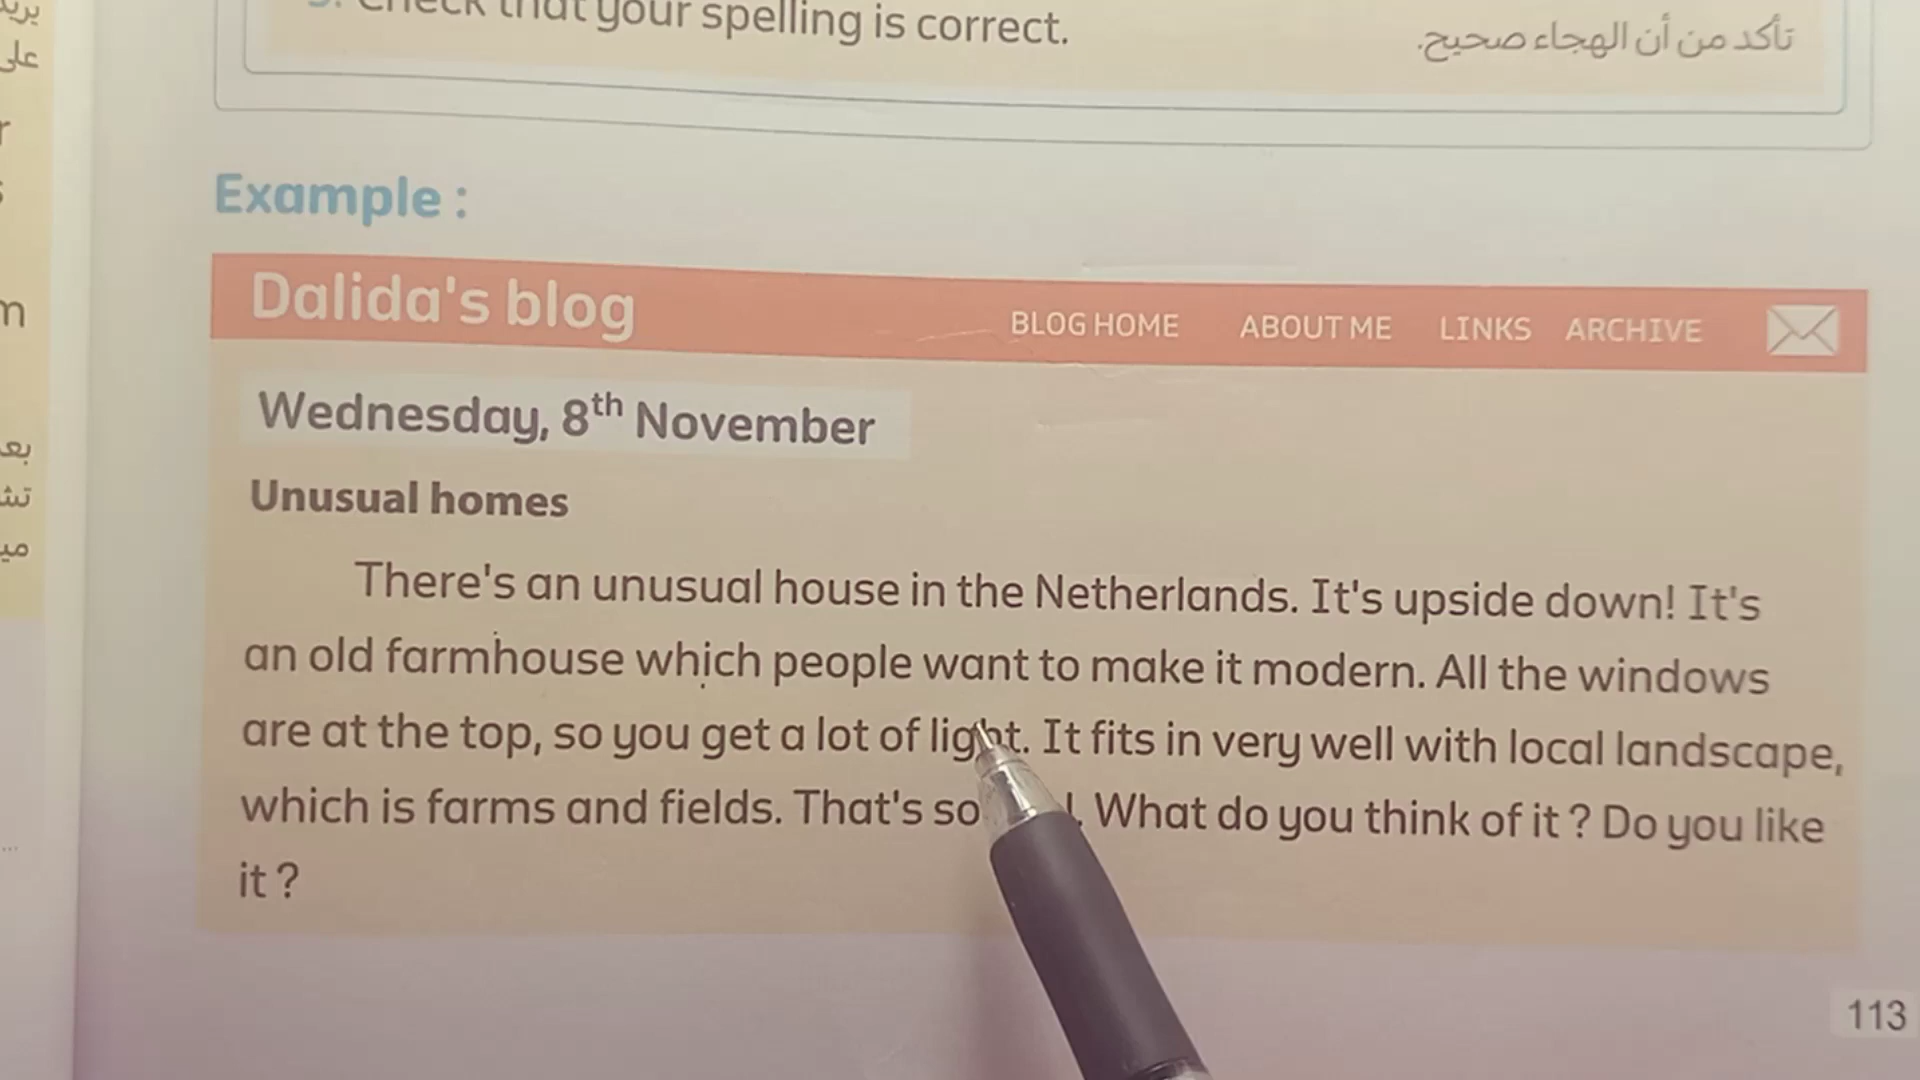 Check that your spelling is correct.
تأكد من أن الهجاء صحيح.
Example :
Dalida's blog
BLOG HOME ABOUT ME LINKS ARCHIVE
Wednesday, 8th November
Unusual homes
There's an unusual house in the Netherlands. It's upside down! It's
an old farmhouse which people want to make it modern. All the windows
are at the top, so you get a lot of light. It fits in very well with local landscape,
which is farms and fields. That's so What do you think of it ? Do you like
it ?
113